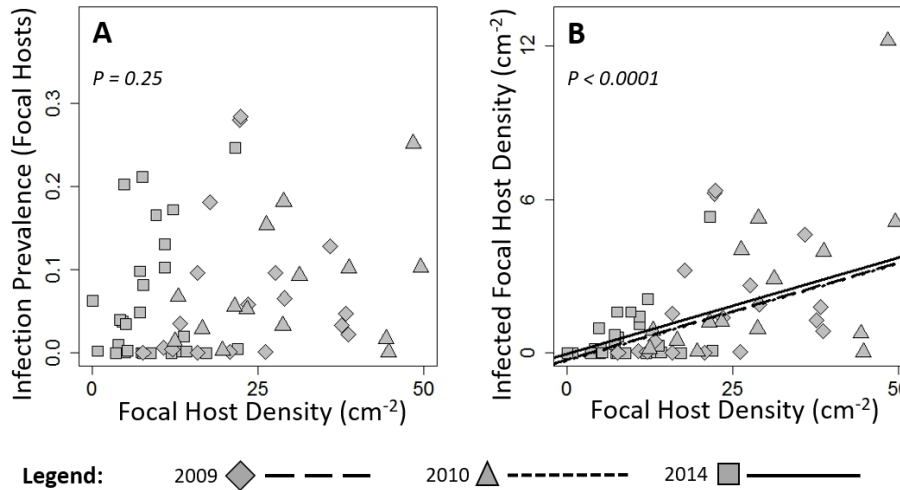 A
P = 0.25
Infection Prevalence (Focal Hosts)
0.3
0.2
0.1
0.0
0 25 50
Focal Host Density (cm⁻²)
B
P < 0.0001
Infected Focal Host Density (cm⁻²)
12
6
0
0 25 50
Focal Host Density (cm⁻²)
Legend: 2009 2010 2014